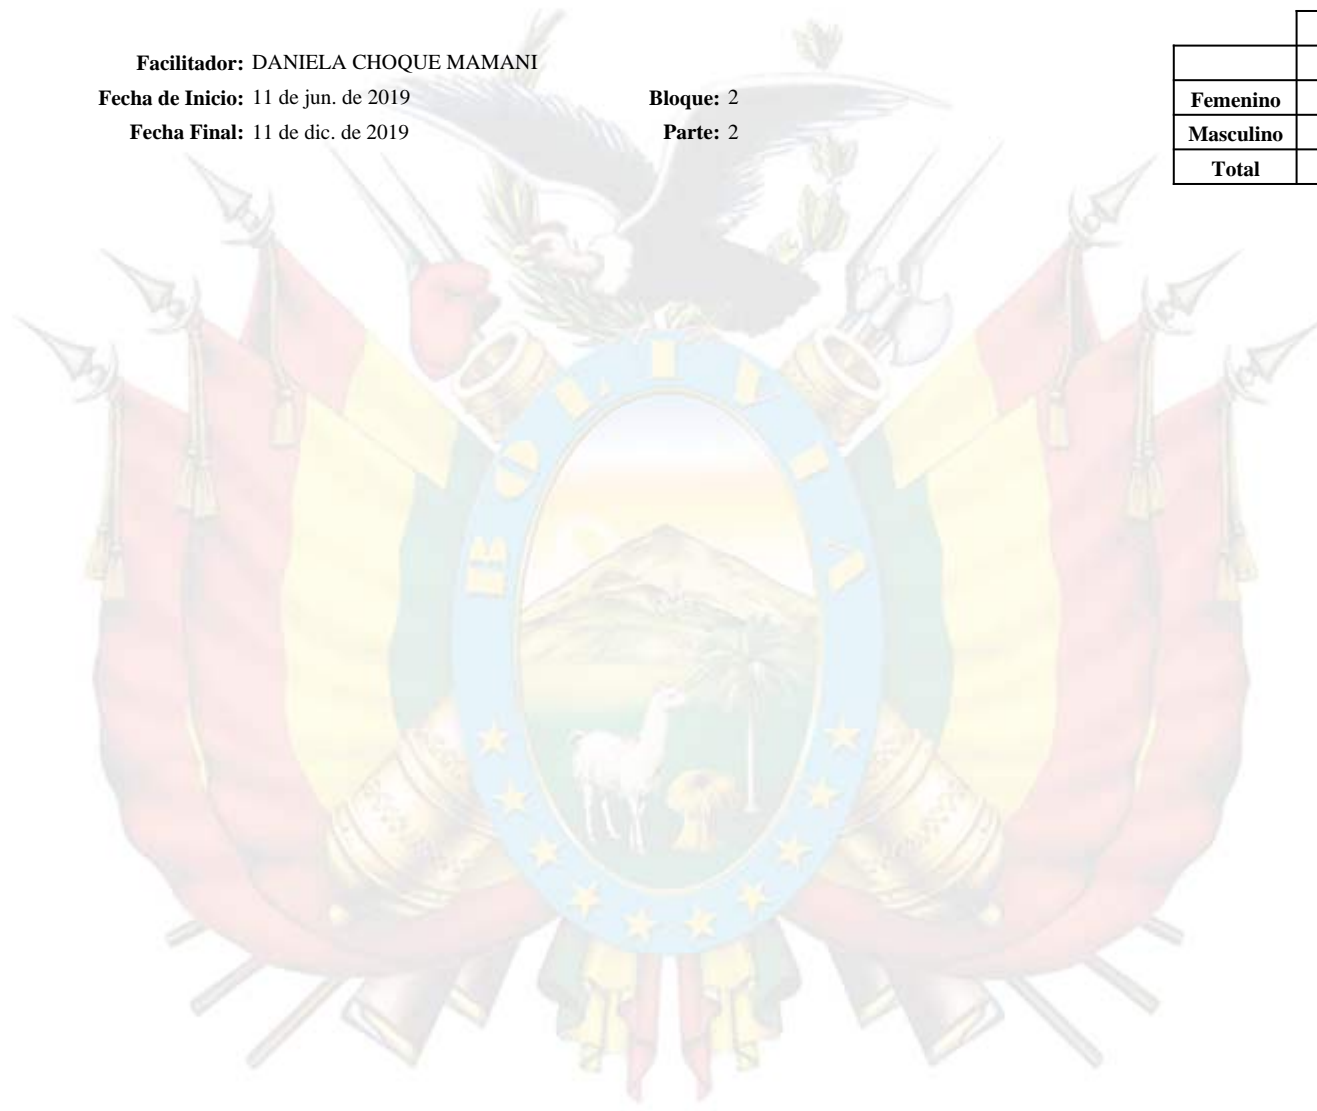 Facilitador: DANIELA CHOQUE MAMANI
Fecha de Inicio: 11 de jun. de 2019 Bloque: 2
Fecha Final: 11 de dic. de 2019 Parte: 2
Femenino
Masculino
Total
BOLIVIA